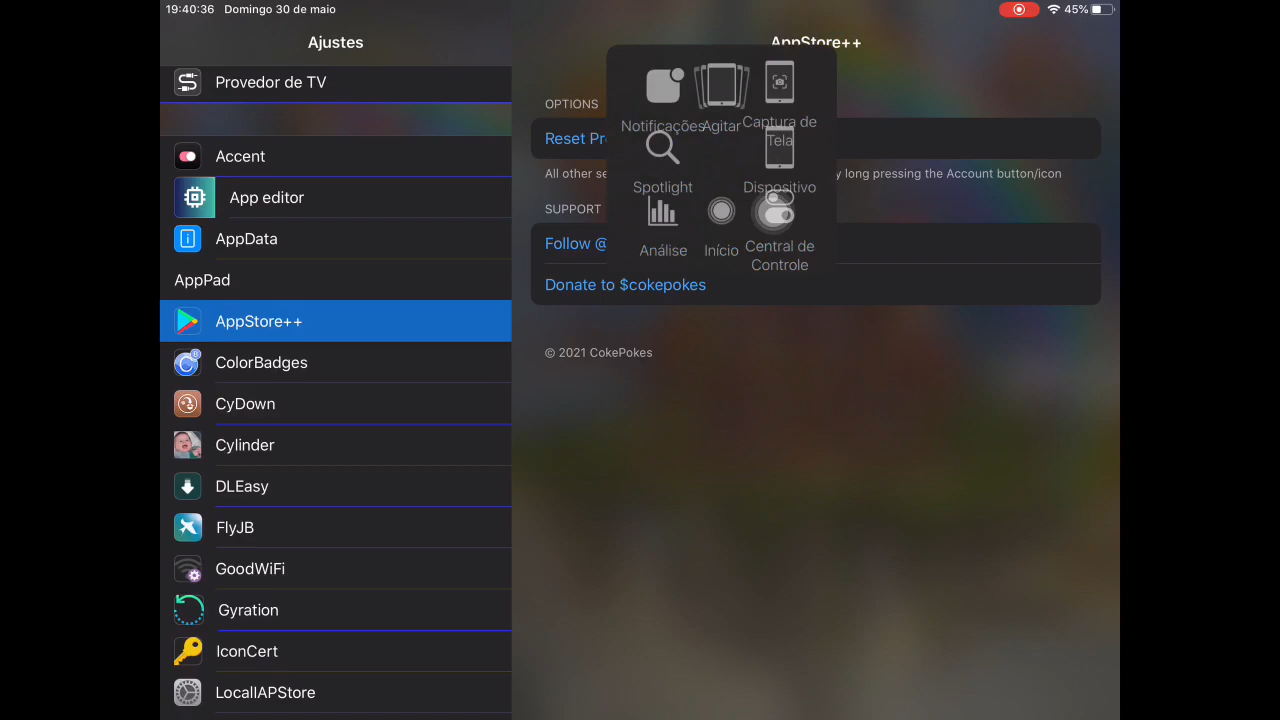 19:40:36 Domingo 30 de maio
45%
Ajustes
Provedor de TV
Accent
App editor
AppData
AppPad
AppStore++
ColorBadges
CyDown
Cylinder
DLEasy
FlyJB
GoodWiFi
Gyration
IconCert
LocalIAPStore
AppStore++
OPTIONS
Reset
All other
y long pressing the Account button/icon
SUPPORT
Follow @
Donate to $cokepokes
© 2021 CokePokes
Notificações
Agitar
Captura de
Tela
Spotlight
Dispositivo
Análise
Início
Central de
Controle